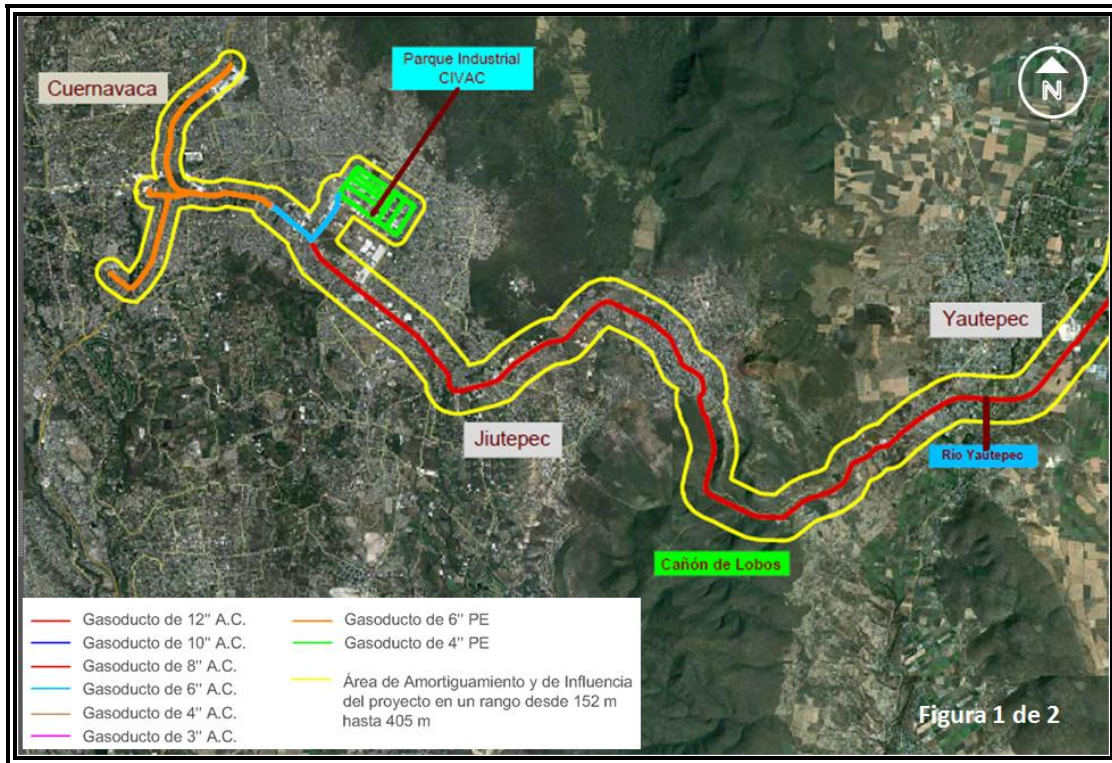 Parque Industrial
CIVAC
Cuernavaca
N
Yautepec
Jiutepec
Río Yautepec
Cañón de Lobos
Gasoducto de 12" A.C.
Gasoducto de 10" A.C.
Gasoducto de 8" A.C.
Gasoducto de 6" A.C.
Gasoducto de 4" A.C.
Gasoducto de 3" A.C.
Gasoducto de 6" PE
Gasoducto de 4" PE
Área de Amortiguamiento y de Influencia
del proyecto en un rango desde 152 m
hasta 405 m
Figura 1 de 2